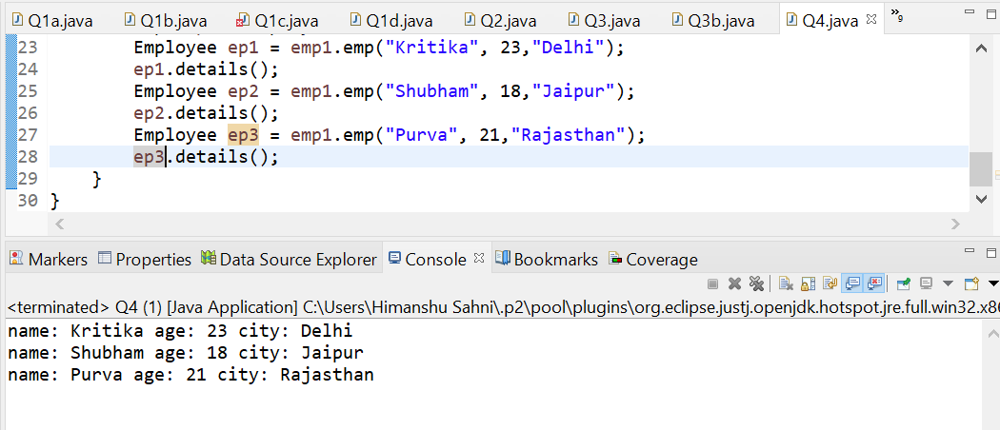 Q1a.java Q1b.java Q1c.java Q1d.java Q2.java Q3.java Q3b.java Q4.java »9
23 Employee ep1 = emp1.emp("Kritika", 23,"Delhi");
24 ep1.details();
25 Employee ep2 = emp1.emp("Shubham", 18,"Jaipur");
26 ep2.details();
27 Employee ep3 = emp1.emp("Purva", 21,"Rajasthan");
28 ep3.details();
29 }
30 }
Markers Properties Data Source Explorer Console Bookmarks Coverage
<terminated> Q4 (1) [Java Application] C:\Users\Himanshu Sahni\.p2\pool\plugins\org.eclipse.justj.openjdk.hotspot.jre.full.win32.x86
name: Kritika age: 23 city: Delhi
name: Shubham age: 18 city: Jaipur
name: Purva age: 21 city: Rajasthan